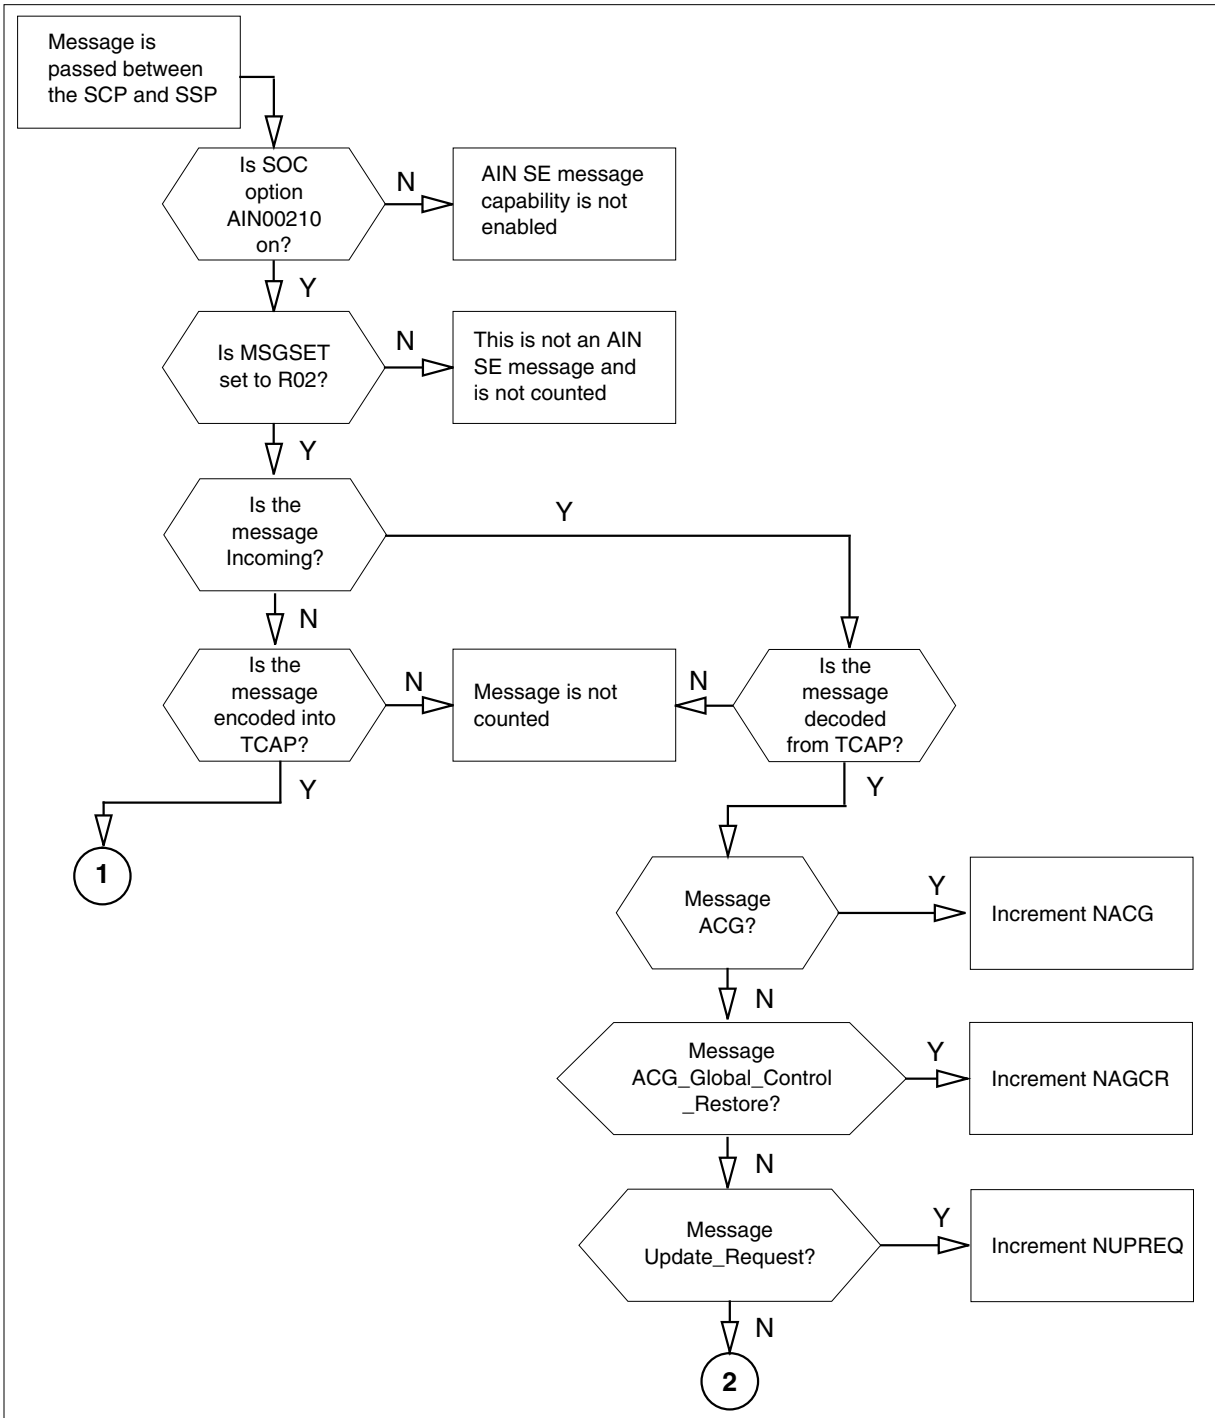 Message is
passed between
the SCP and SSP
Is SOC
option
AIN00210
on?
N
AIN SE message
capability is not
enabled
Y
Is MSGSET
set to R02?
N
This is not an AIN
SE message and
is not counted
Y
Is the
message
Incoming?
Y
N
Is the
message
encoded into
TCAP?
N
Message is not
counted
N
Is the
message
decoded
from TCAP?
Y
Y
1
Message
ACG?
Y
Increment NACG
N
Message
ACG_Global_Control
_Restore?
Y
Increment NAGCR
N
Message
Update_Request?
Y
Increment NUPREQ
N
2